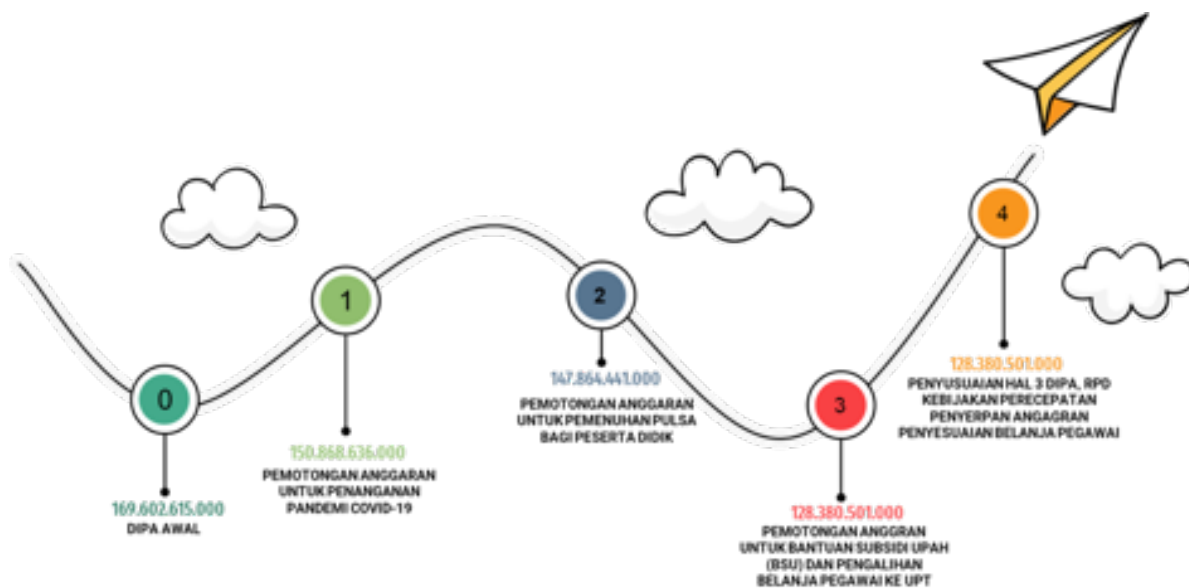 0
169.602.615.000
DIPA AWAL
1
150.868.636.000
PEMOTONGAN ANGGARAN
UNTUK PENANGANAN
PANDEMI COVID-19
2
147.864.441.000
PEMOTONGAN ANGGARAN
UNTUK PEMENUHAN PULSA
BAGI PESERTA DIDIK
3
128.380.501.000
PEMOTONGAN ANGGRAN
UNTUK BANTUAN SUBSIDI UPAH
(BSU) DAN PENGALIHAN
BELANJA PEGAWAI KE UPT
4
128.380.501.000
PENYUSUAIAN HAL 3 DIPA, RPD
KEBIJAKAN PERECEPATAN
PENYERPAN ANGAGRAN
PENYESUAIAN BELANJA PEGAWAI